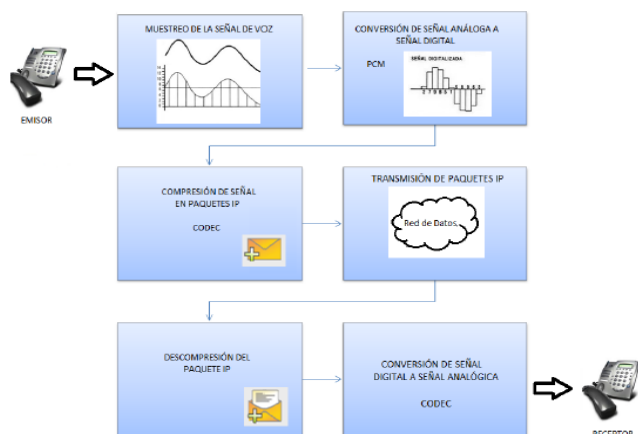 EMISOR
MUESTREO DE LA SEÑAL DE VOZ
CONVERSIÓN DE SEÑAL ANÁLOGA A
SEÑAL DIGITAL
PCM
SEÑAL DIGITALIZADA
COMPRESIÓN DE SEÑAL
EN PAQUETES IP
CODEC
TRANSMISIÓN DE PAQUETES IP
Red de Datos
DESCOMPRESIÓN DEL
PAQUETE IP
CONVERSIÓN DE SEÑAL
DIGITAL A SEÑAL ANALÓGICA
CODEC
RECEPTOR